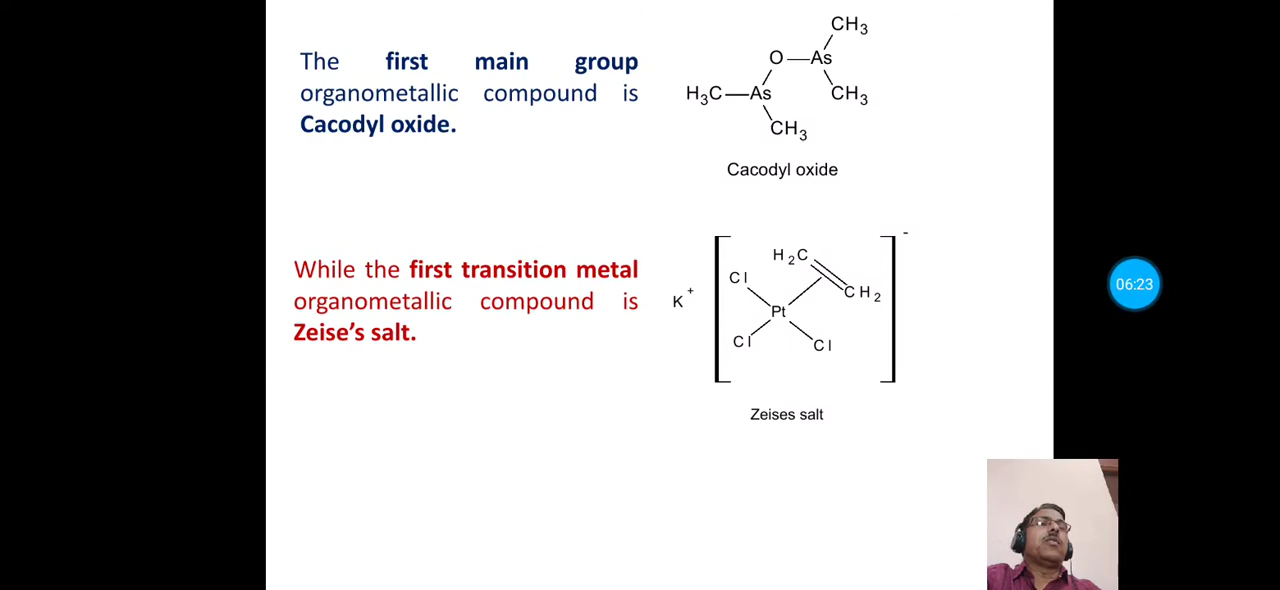 The first main group
organometallic compound is
Cacodyl oxide.
CH3
O—As
H3C—As
CH3
CH3
Cacodyl oxide
While the first transition metal
organometallic compound is
Zeise's salt.
-
H2C
Cl
CH2
K+
Pt
Cl
Cl
Zeises salt
06:23